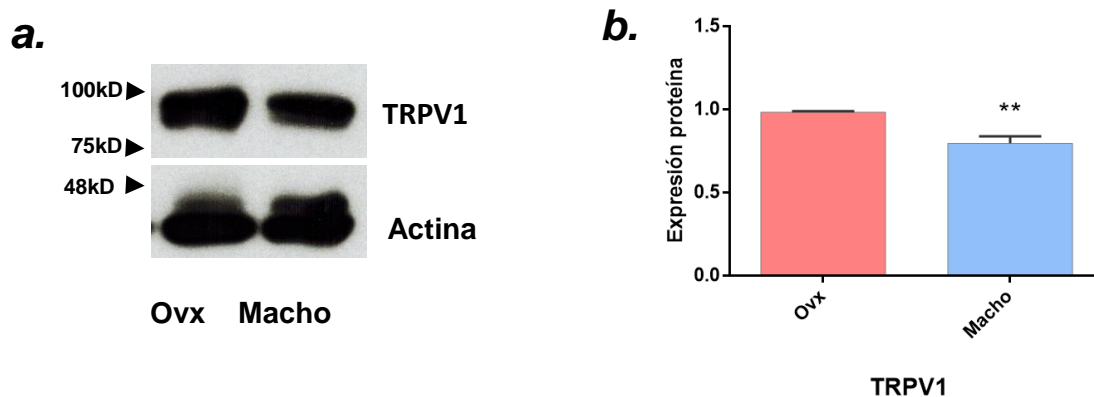 a.
100kD
TRPV1
75kD
48kD
Actina
Ovx Macho
b.
Expresión proteína
1.5
1.0
0.5
0.0
**
Ovx
Macho
TRPV1